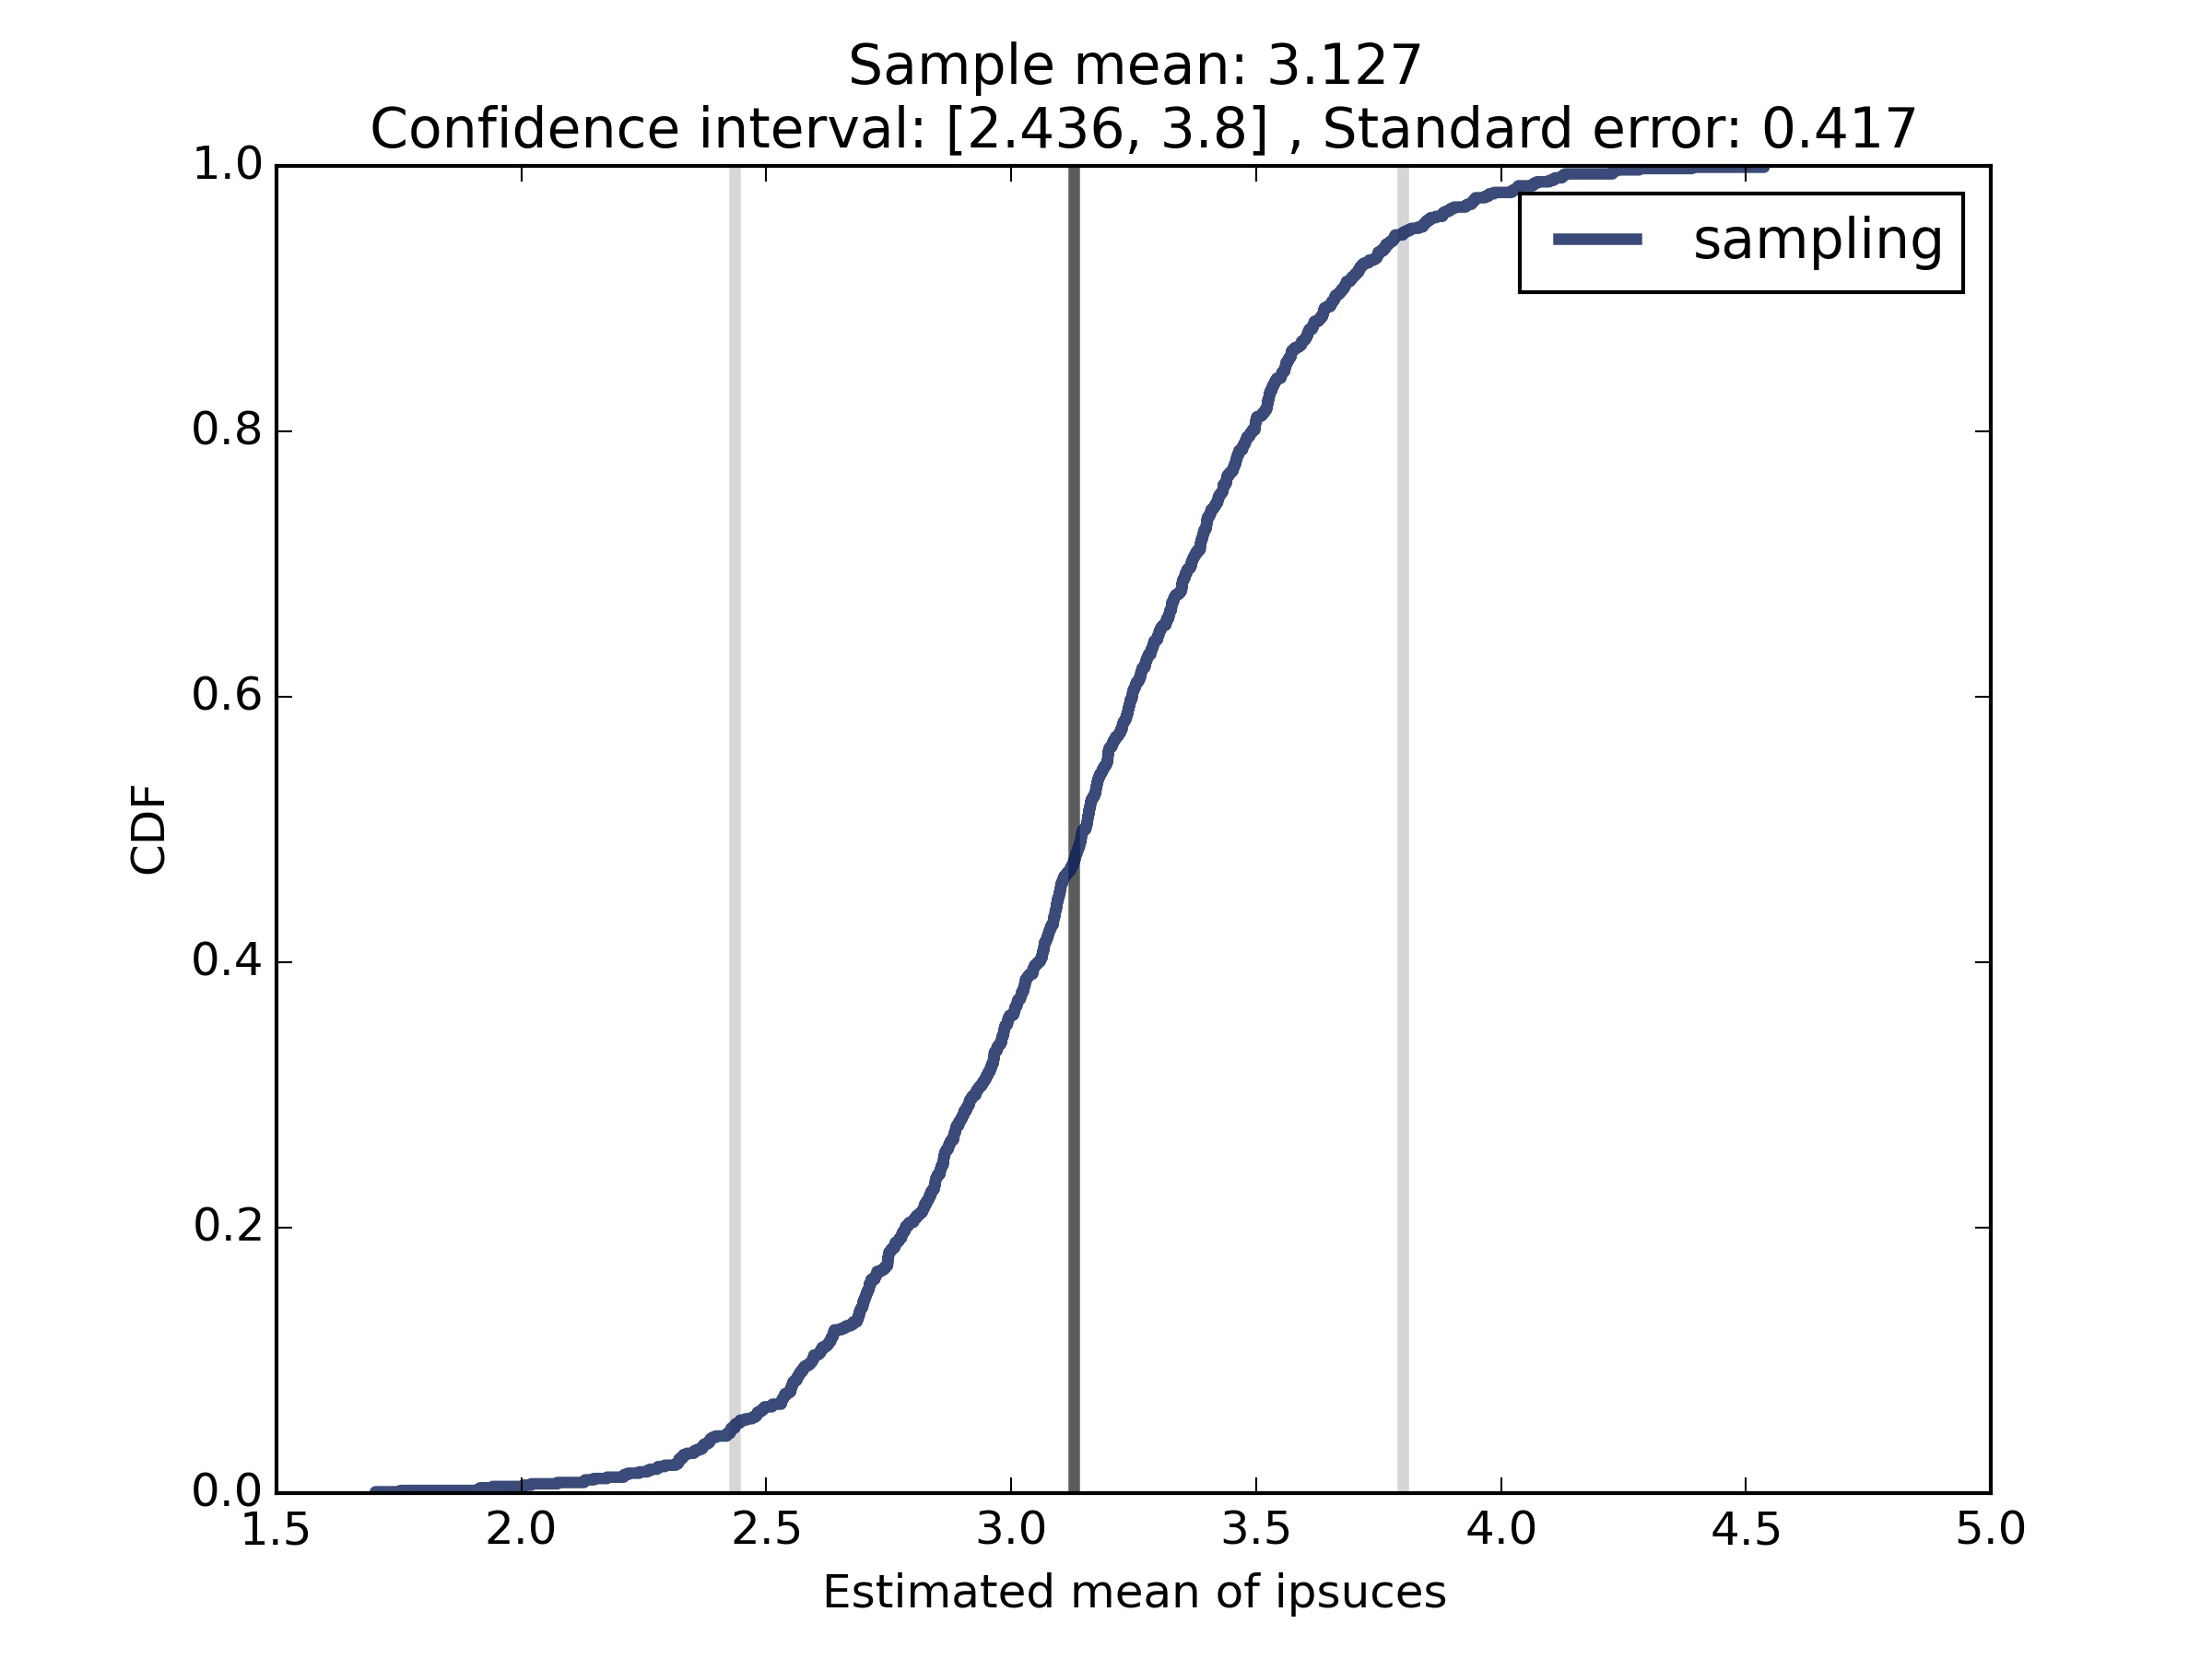 Sample mean: 3.127
Confidence interval: [2.436, 3.8] , Standard error: 0.417
1.0
sampling
0.8
0.6
CDF
0.4
0.2
0.0
1.5 2.0 2.5 3.0 3.5 4.0 4.5 5.0
Estimated mean of ipsuces